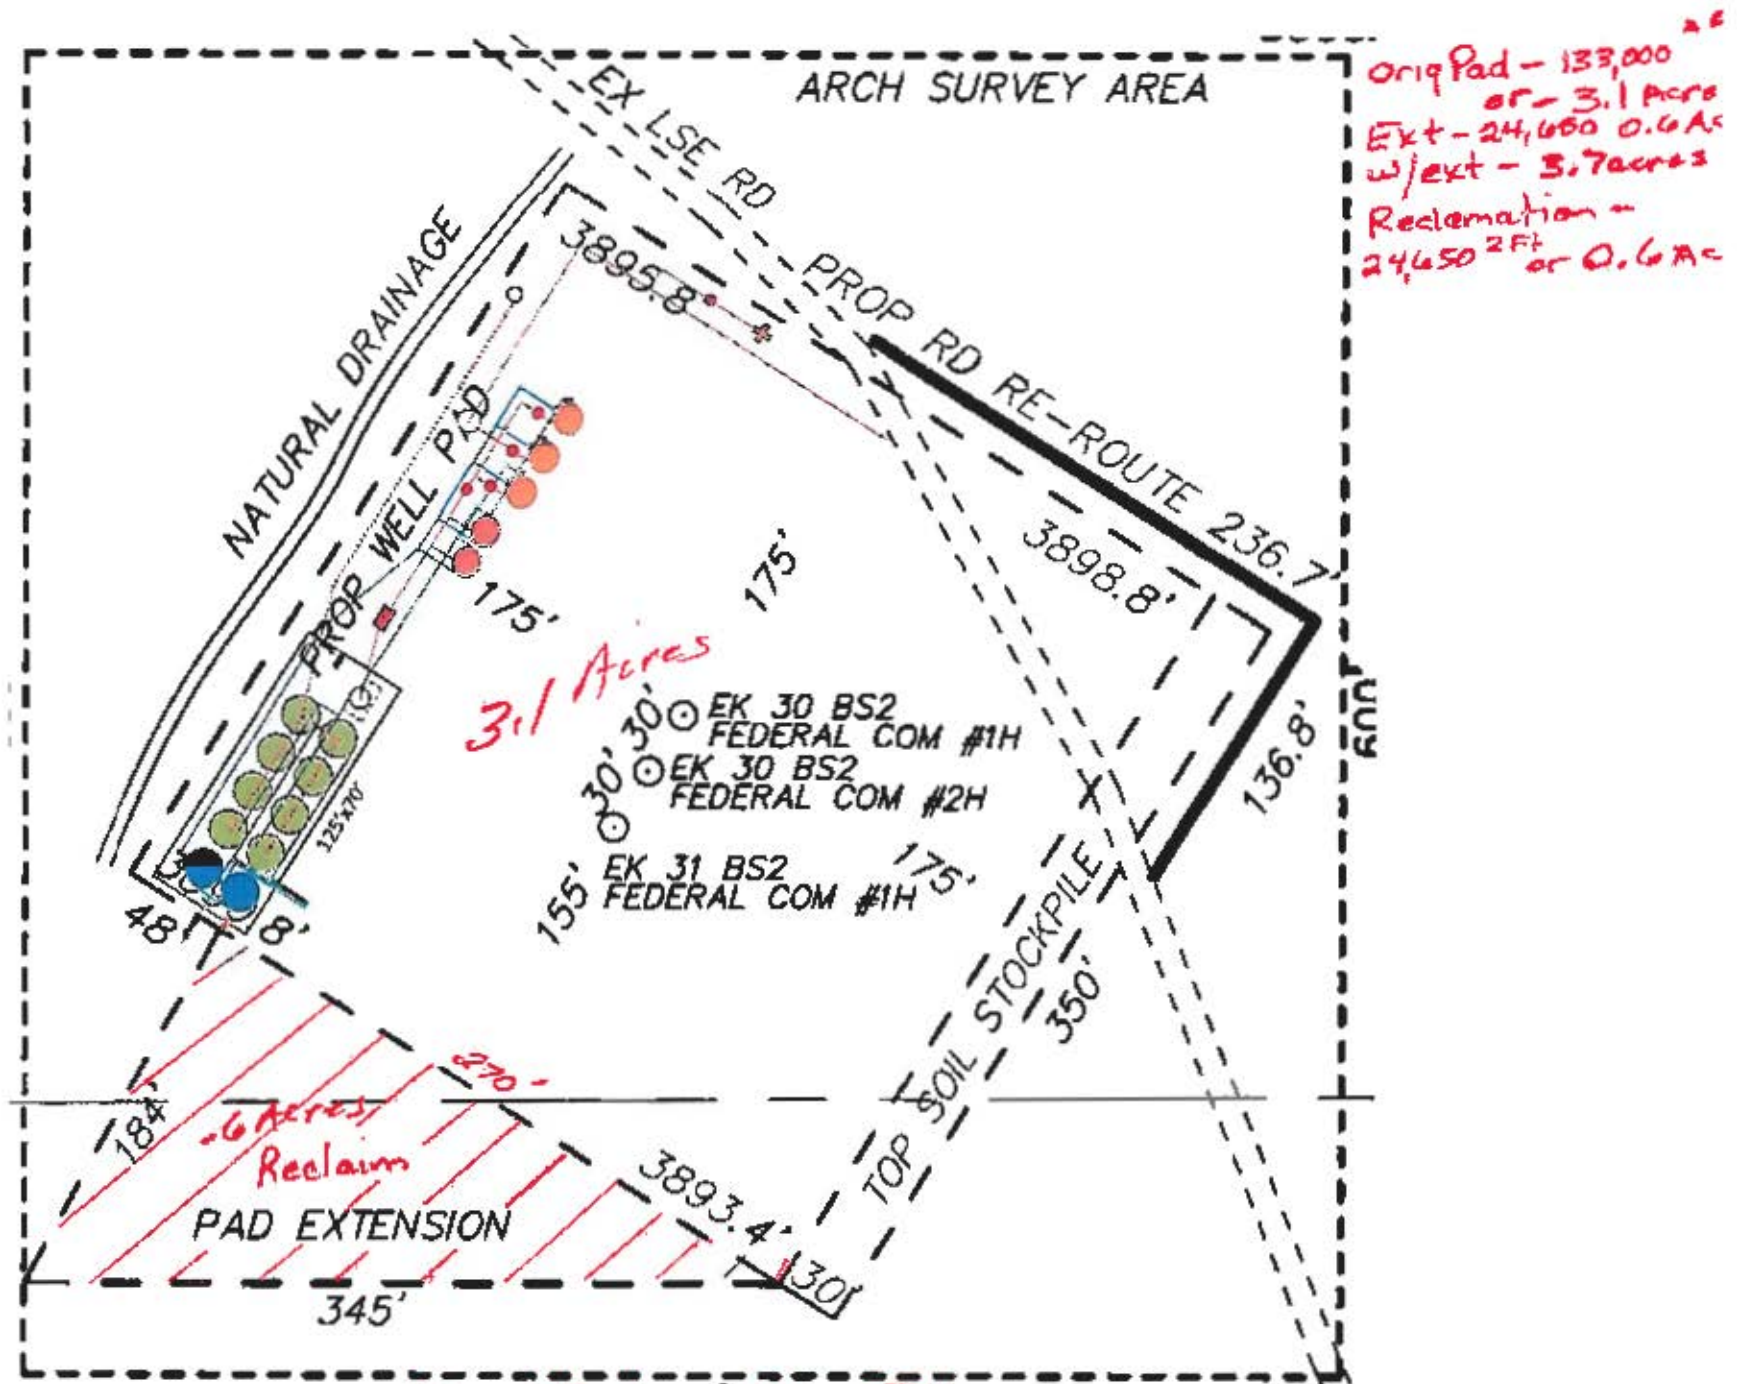 ARCH SURVEY AREA
Orig Pad - 133,000
or - 3.1 Acre
Ext - 24,650 0.6 Ac
w/ext - 3.7 acres
Reclamation -
24,650 2Ft or 0.6 Ac
EX LSE RD
NATURAL DRAINAGE
3895.8'
PROP RD RE-ROUTE 236.7'
PROP WELL PAD
3898.8'
175'
175'
3.1 Acres
600'
136.8'
30'
EK 30 BS2
FEDERAL COM #1H
30'
EK 30 BS2
FEDERAL COM #2H
125'x70'
EK 31 BS2
FEDERAL COM #1H
155'
175'
48'
8'
TOP SOIL STOCKPILE
350'
270'
184'
.6 Acres
Reclaim
3893.4'
PAD EXTENSION
30'
345'